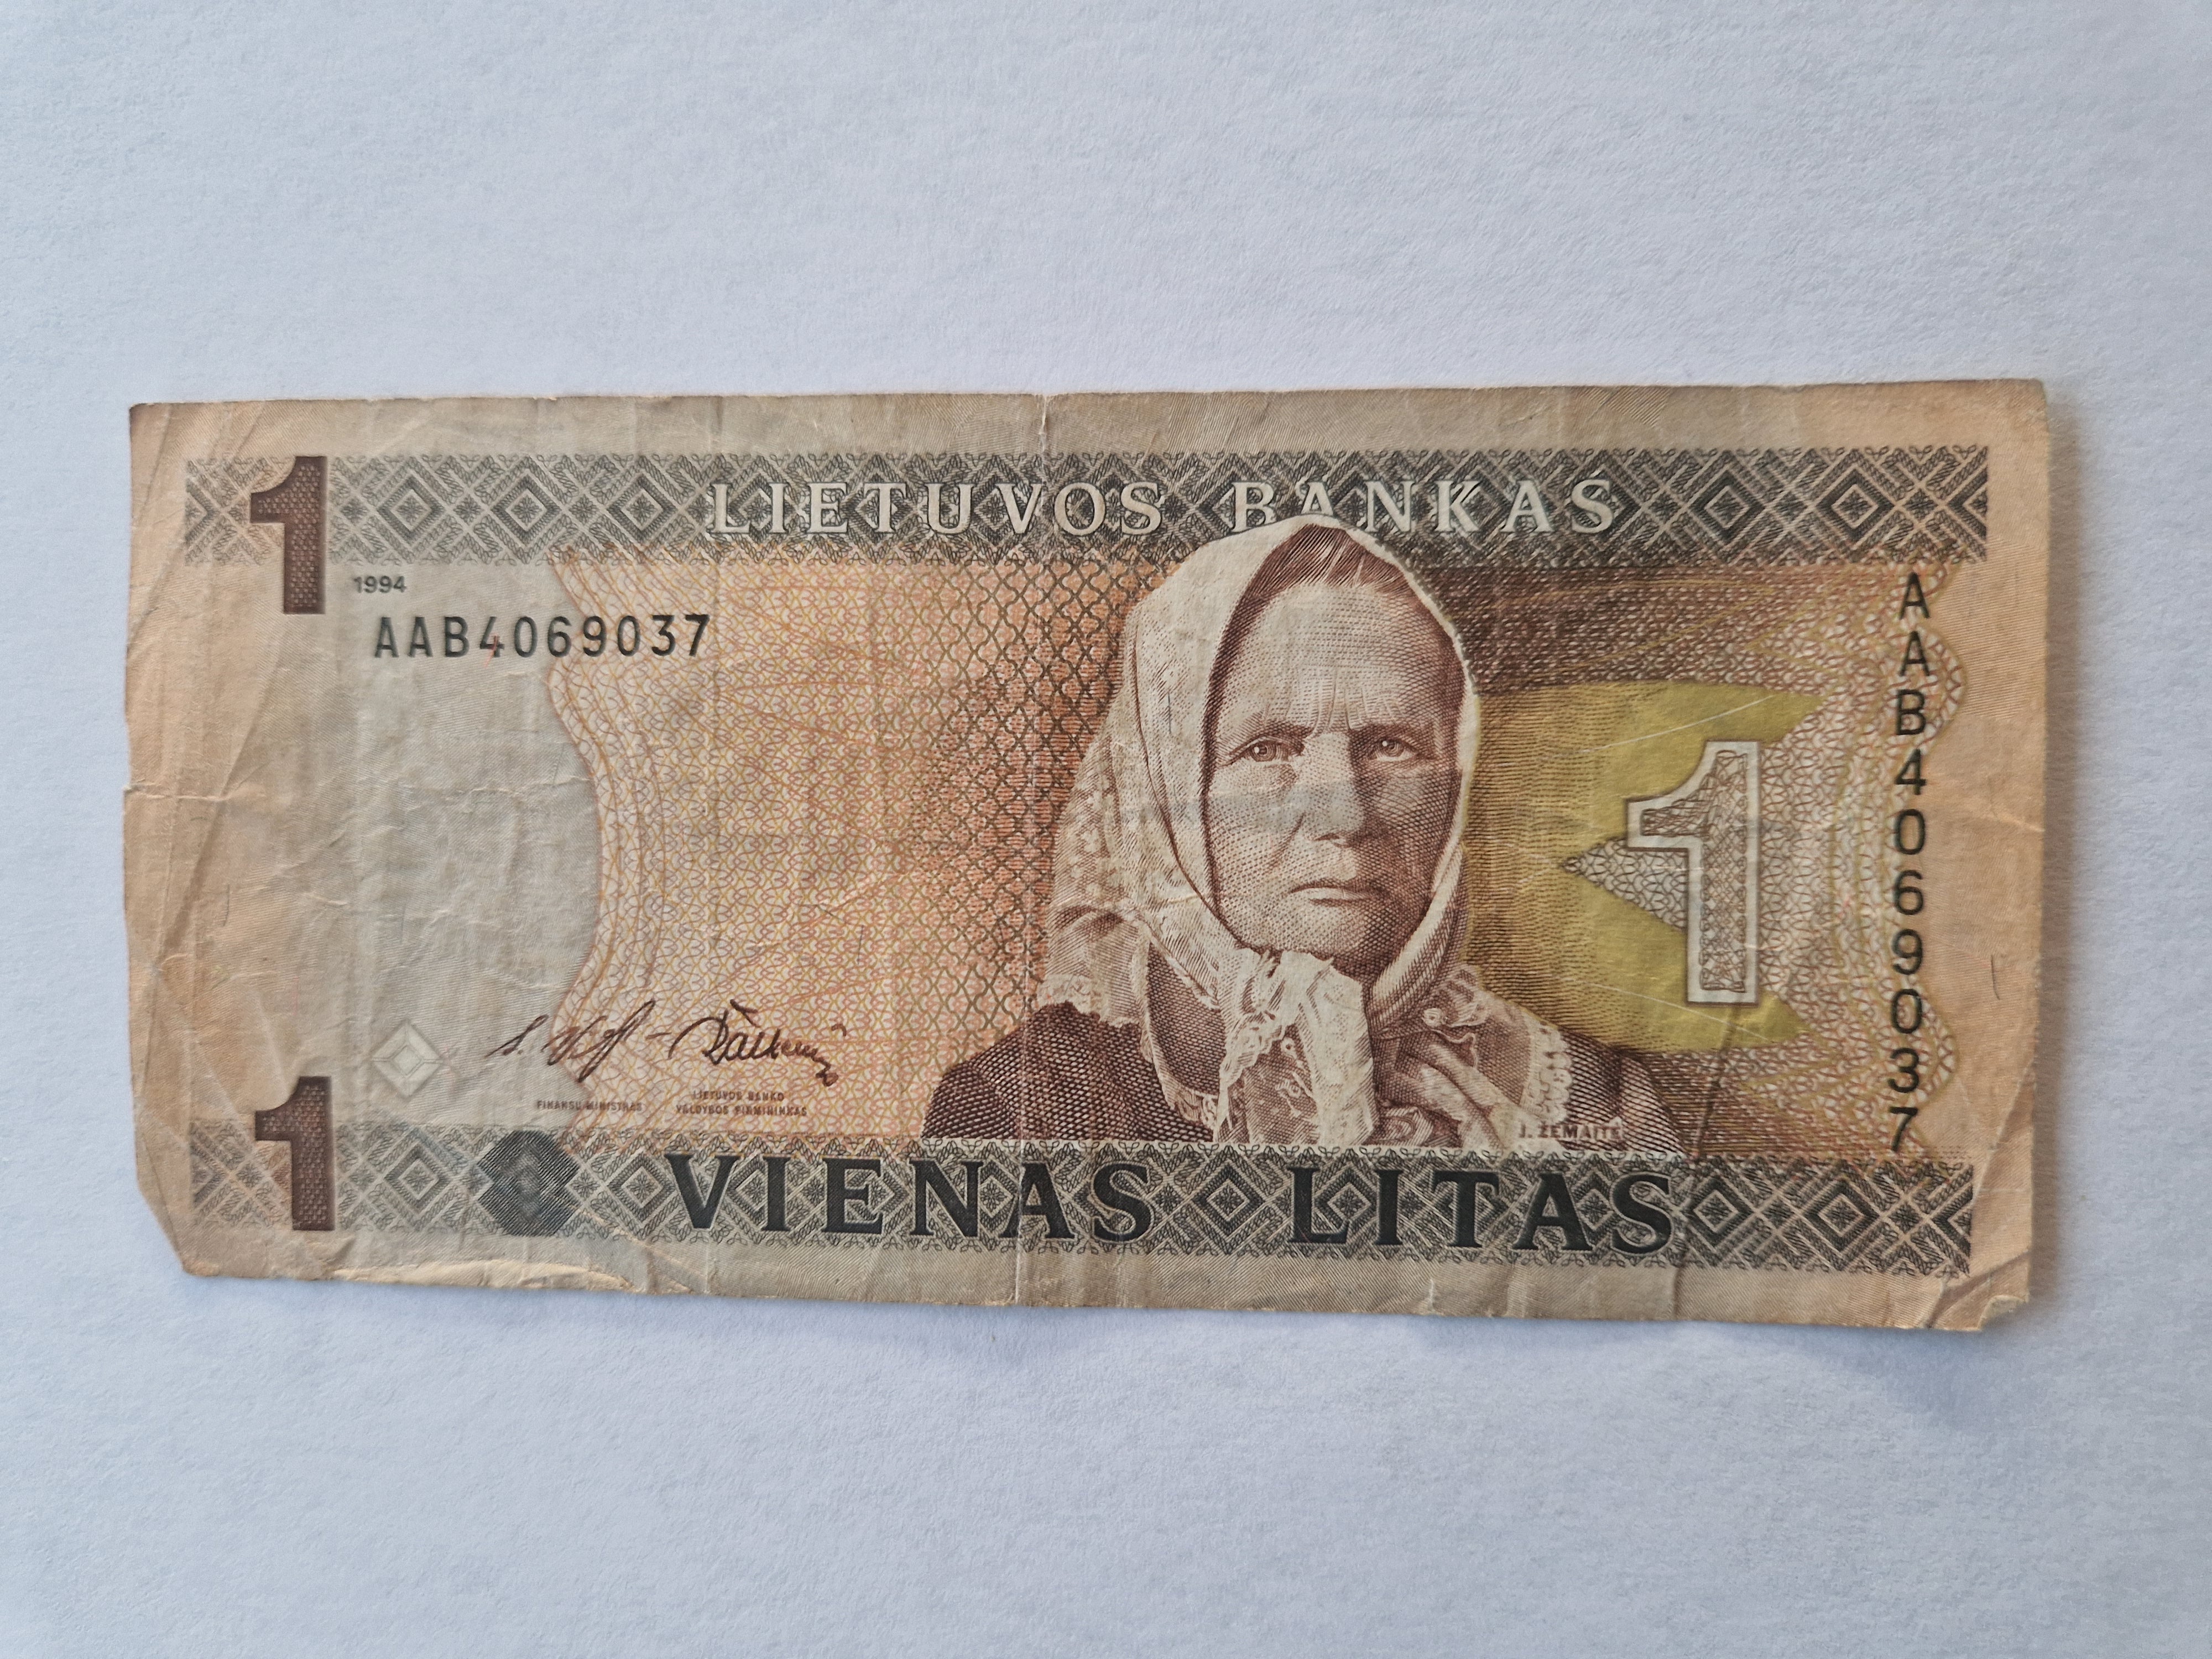 LIETUVOS BANKAS
1
1994
AAB4069037
AAB4069037
1
FINANSŲ MINISTRAS
LIETUVOS BANKO
VALDYBOS PIRMININKAS
J. ŽEMAITĖ
1
VIENAS LITAS